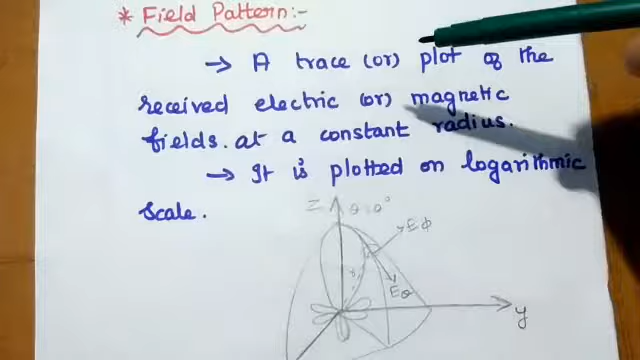 * Field Pattern:-
→ A trace (or) plot of the
received electric (or) magnetic
fields. at a constant radius.
→ It is plotted on logarithmic
scale.
Z θ=0°
Eϕ
Eθ
y